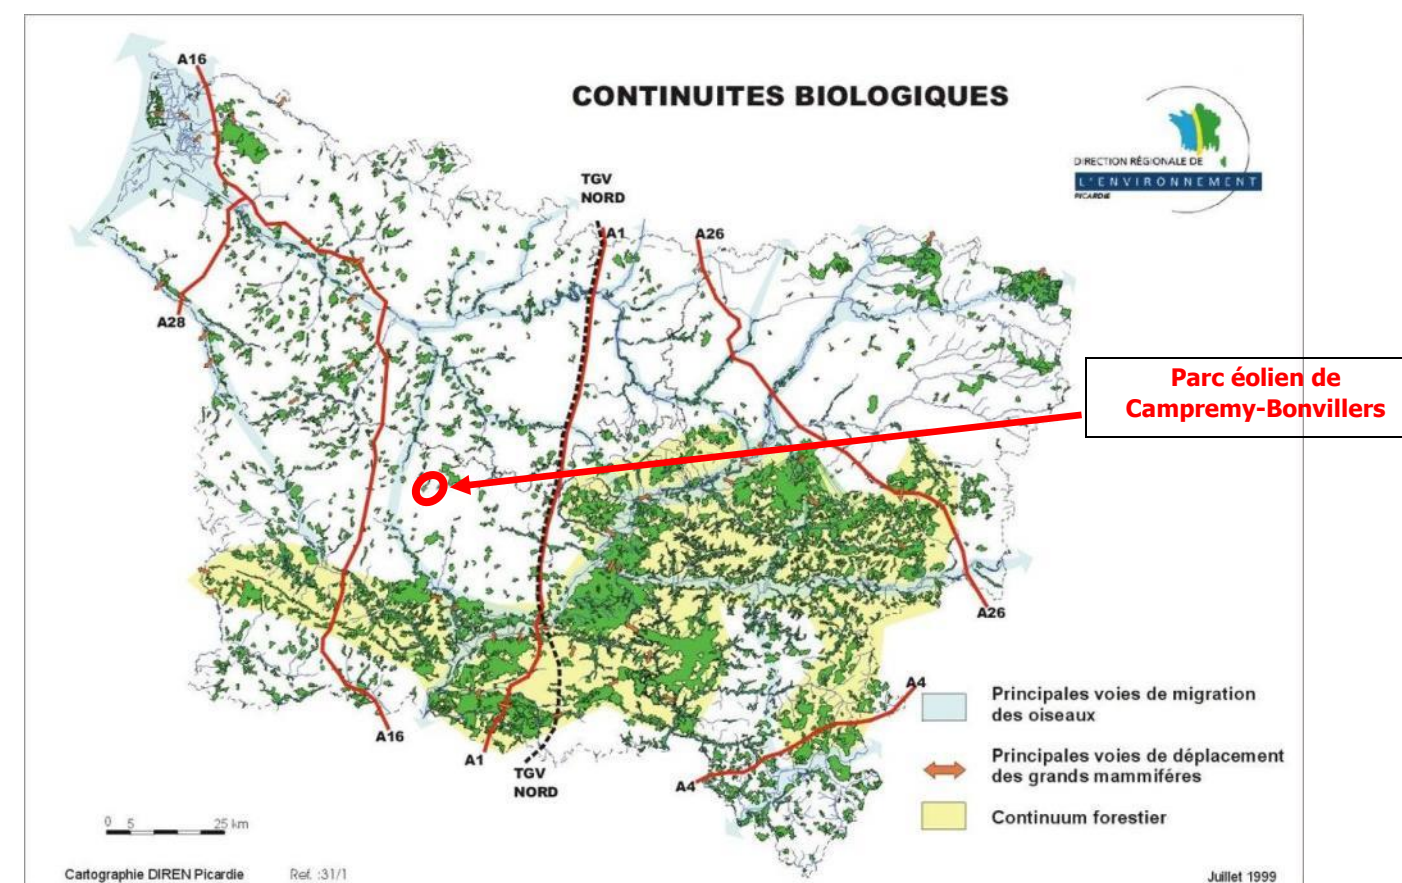 A16
CONTINUITES BIOLOGIQUES
DIRECTION RÉGIONALE DE
L'ENVIRONNEMENT
PICARDIE
TGV
NORD
A1
A26
A28
Parc éolien de
Campremy-Bonvillers
A26
A4
Principales voies de migration
des oiseaux
A16
A1
TGV
NORD
A4
Principales voies de déplacement
des grands mammiféres
Continuum forestier
0 5 25 km
Cartographie DIREN Picardie
Ref. :31/1
Juillet 1999